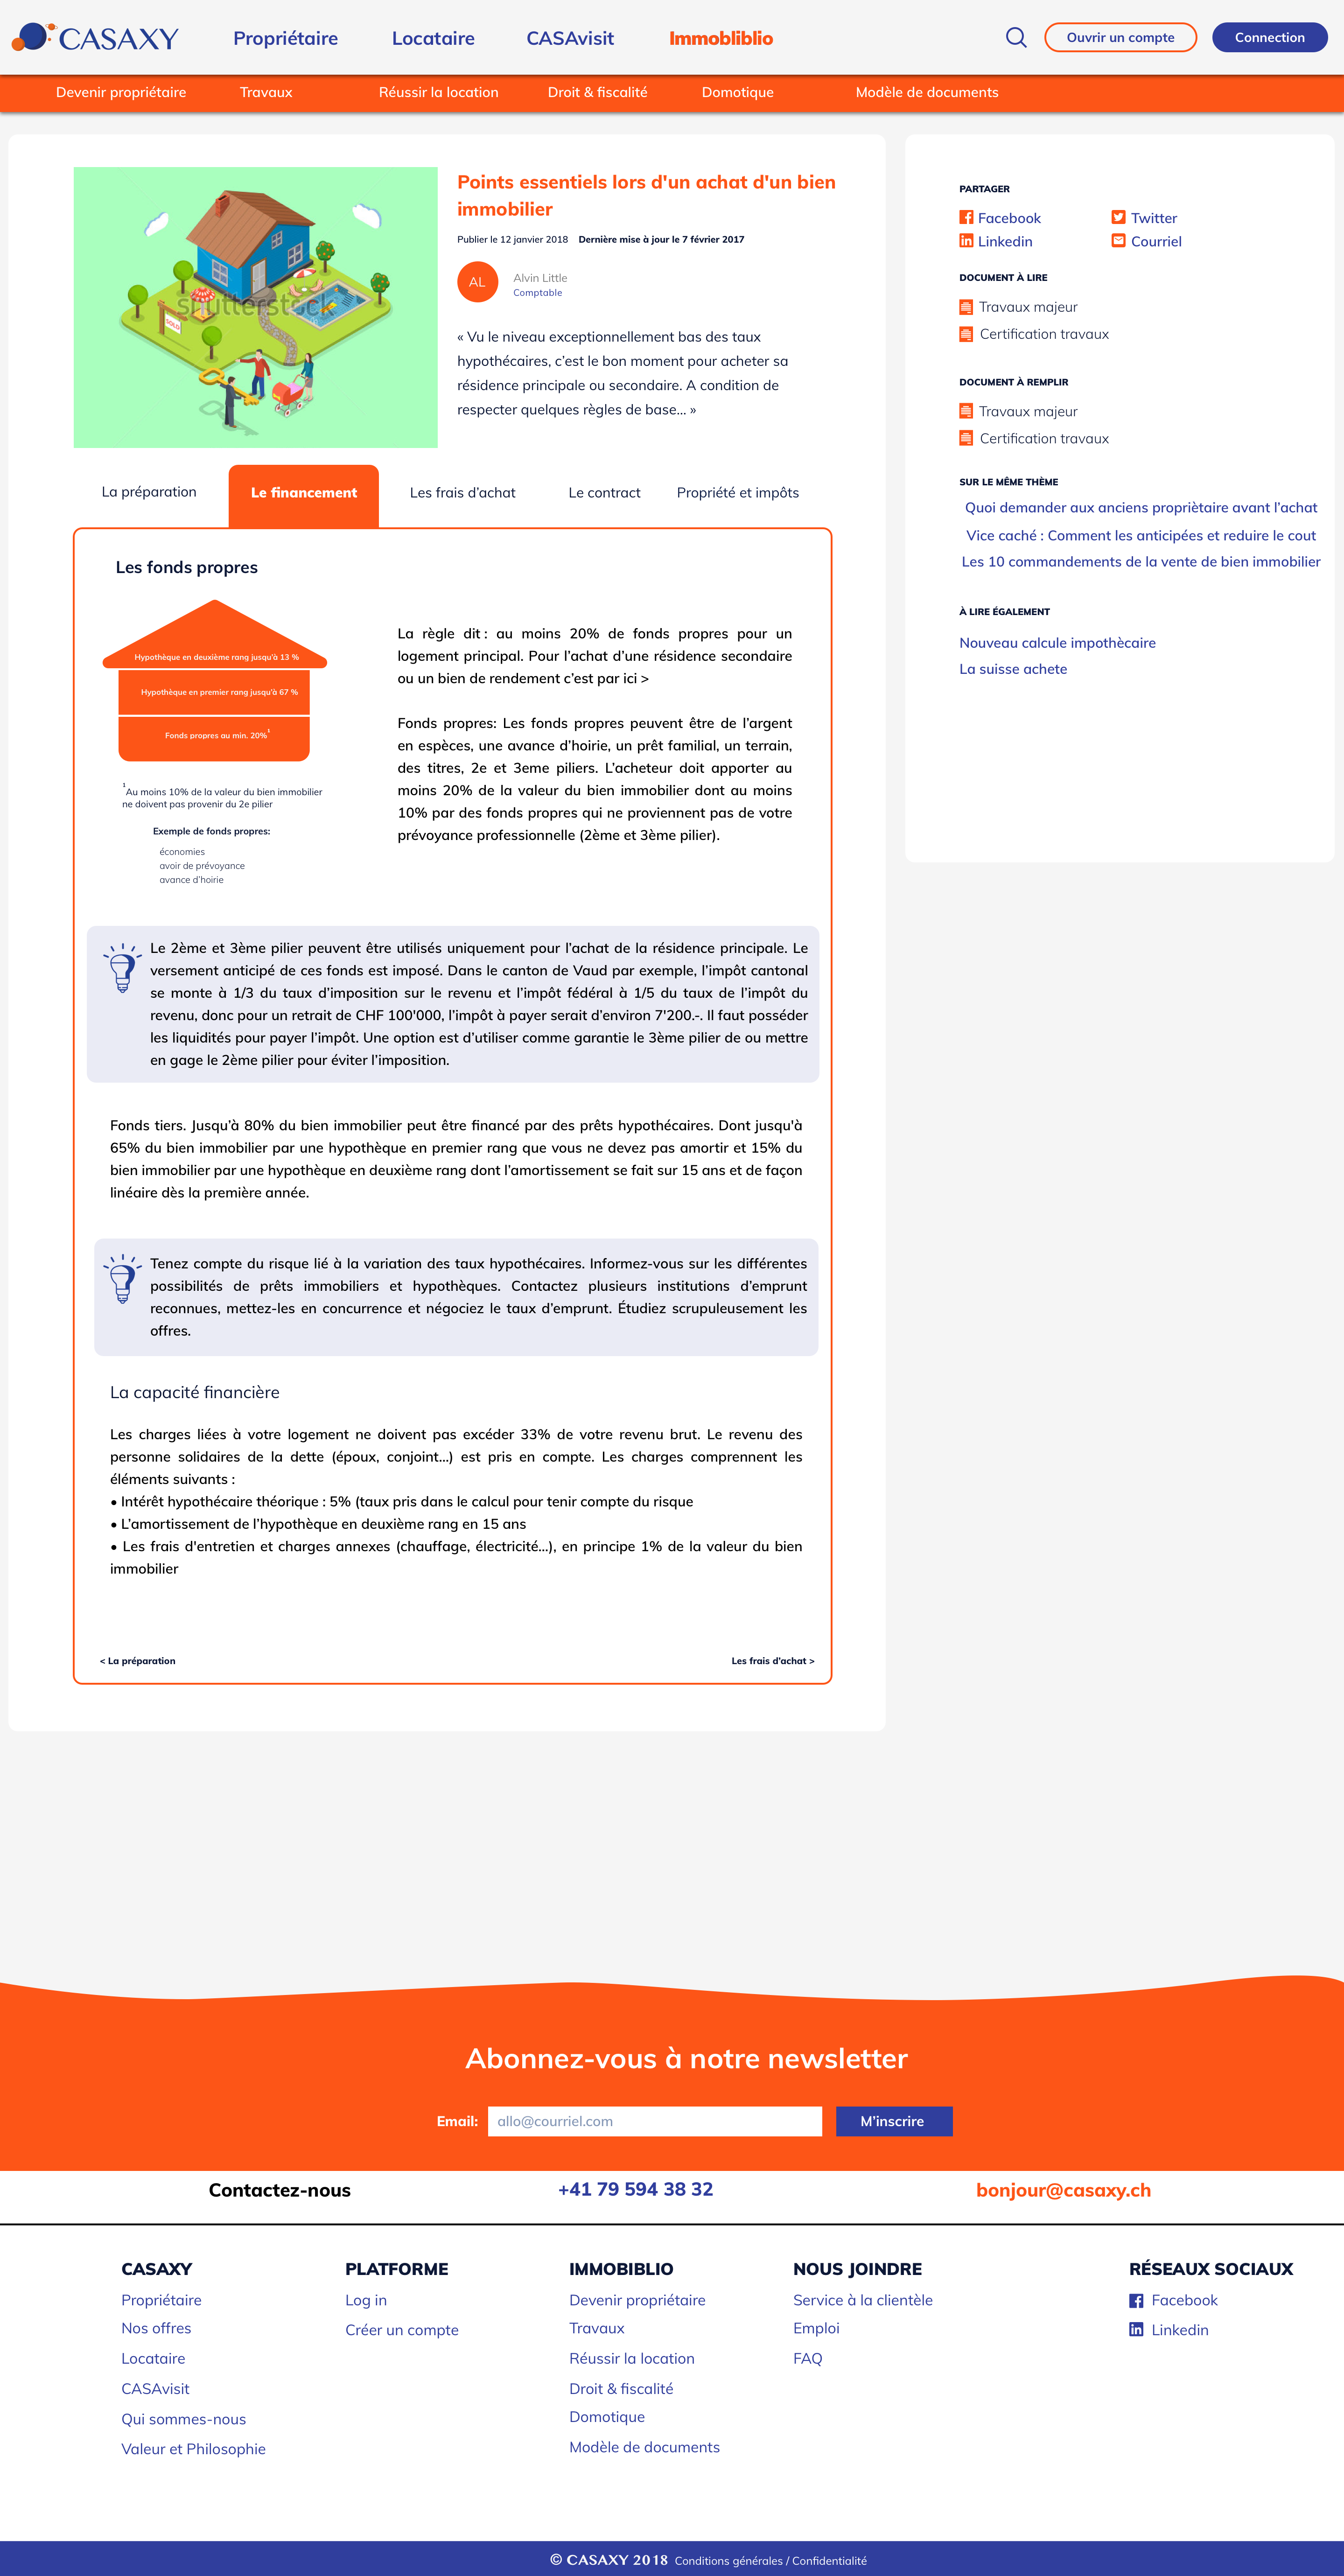 CASAXY
Propriétaire
Locataire
CASAvisit
Immobliblio
Ouvrir un compte
Connection
Devenir propriétaire
Travaux
Réussir la location
Droit & fiscalité
Domotique
Modèle de documents
shutterstock
SOLD
Points essentiels lors d'un achat d'un bien
immobilier
Publier le 12 janvier 2018
Dernière mise à jour le 7 février 2017
AL
Alvin Little
Comptable
« Vu le niveau exceptionnellement bas des taux
hypothécaires, c’est le bon moment pour acheter sa
résidence principale ou secondaire. A condition de
respecter quelques règles de base... »
La préparation
Le financement
Les frais d’achat
Le contract
Propriété et impôts
Les fonds propres
Hypothèque en deuxième rang jusqu’à 13 %
Hypothèque en premier rang jusqu’à 67 %
Fonds propres au min. 20%¹
¹Au moins 10% de la valeur du bien immobilier
ne doivent pas provenir du 2e pilier
Exemple de fonds propres:
économies
avoir de prévoyance
avance d’hoirie
La règle dit : au moins 20% de fonds propres pour un
logement principal. Pour l’achat d’une résidence secondaire
ou un bien de rendement c’est par ici >
Fonds propres: Les fonds propres peuvent être de l’argent
en espèces, une avance d’hoirie, un prêt familial, un terrain,
des titres, 2e et 3eme piliers. L’acheteur doit apporter au
moins 20% de la valeur du bien immobilier dont au moins
10% par des fonds propres qui ne proviennent pas de votre
prévoyance professionnelle (2ème et 3ème pilier).
Le 2ème et 3ème pilier peuvent être utilisés uniquement pour l’achat de la résidence principale. Le
versement anticipé de ces fonds est imposé. Dans le canton de Vaud par exemple, l’impôt cantonal
se monte à 1/3 du taux d’imposition sur le revenu et l’impôt fédéral à 1/5 du taux de l’impôt du
revenu, donc pour un retrait de CHF 100'000, l’impôt à payer serait d’environ 7'200.-. Il faut posséder
les liquidités pour payer l’impôt. Une option est d’utiliser comme garantie le 3ème pilier de ou mettre
en gage le 2ème pilier pour éviter l’imposition.
Fonds tiers. Jusqu’à 80% du bien immobilier peut être financé par des prêts hypothécaires. Dont jusqu'à
65% du bien immobilier par une hypothèque en premier rang que vous ne devez pas amortir et 15% du
bien immobilier par une hypothèque en deuxième rang dont l’amortissement se fait sur 15 ans et de façon
linéaire dès la première année.
Tenez compte du risque lié à la variation des taux hypothécaires. Informez-vous sur les différentes
possibilités de prêts immobiliers et hypothèques. Contactez plusieurs institutions d’emprunt
reconnues, mettez-les en concurrence et négociez le taux d’emprunt. Étudiez scrupuleusement les
offres.
La capacité financière
Les charges liées à votre logement ne doivent pas excéder 33% de votre revenu brut. Le revenu des
personne solidaires de la dette (époux, conjoint…) est pris en compte. Les charges comprennent les
éléments suivants :
• Intérêt hypothécaire théorique : 5% (taux pris dans le calcul pour tenir compte du risque
• L’amortissement de l’hypothèque en deuxième rang en 15 ans
• Les frais d'entretien et charges annexes (chauffage, électricité…), en principe 1% de la valeur du bien
immobilier
< La préparation
Les frais d’achat >
PARTAGER
Facebook
Twitter
Linkedin
Courriel
DOCUMENT À LIRE
Travaux majeur
Certification travaux
DOCUMENT À REMPLIR
Travaux majeur
Certification travaux
SUR LE MÊME THÈME
Quoi demander aux anciens propriètaire avant l’achat
Vice caché : Comment les anticipées et reduire le cout
Les 10 commandements de la vente de bien immobilier
À LIRE ÉGALEMENT
Nouveau calcule impothècaire
La suisse achete
Abonnez-vous à notre newsletter
Email:
allo@courriel.com
M’inscrire
Contactez-nous
+41 79 594 38 32
bonjour@casaxy.ch
CASAXY
Propriétaire
Nos offres
Locataire
CASAvisit
Qui sommes-nous
Valeur et Philosophie
PLATFORME
Log in
Créer un compte
IMMOBIBLIO
Devenir propriétaire
Travaux
Réussir la location
Droit & fiscalité
Domotique
Modèle de documents
NOUS JOINDRE
Service à la clientèle
Emploi
FAQ
RÉSEAUX SOCIAUX
Facebook
Linkedin
© CASAXY 2018 Conditions générales / Confidentialité